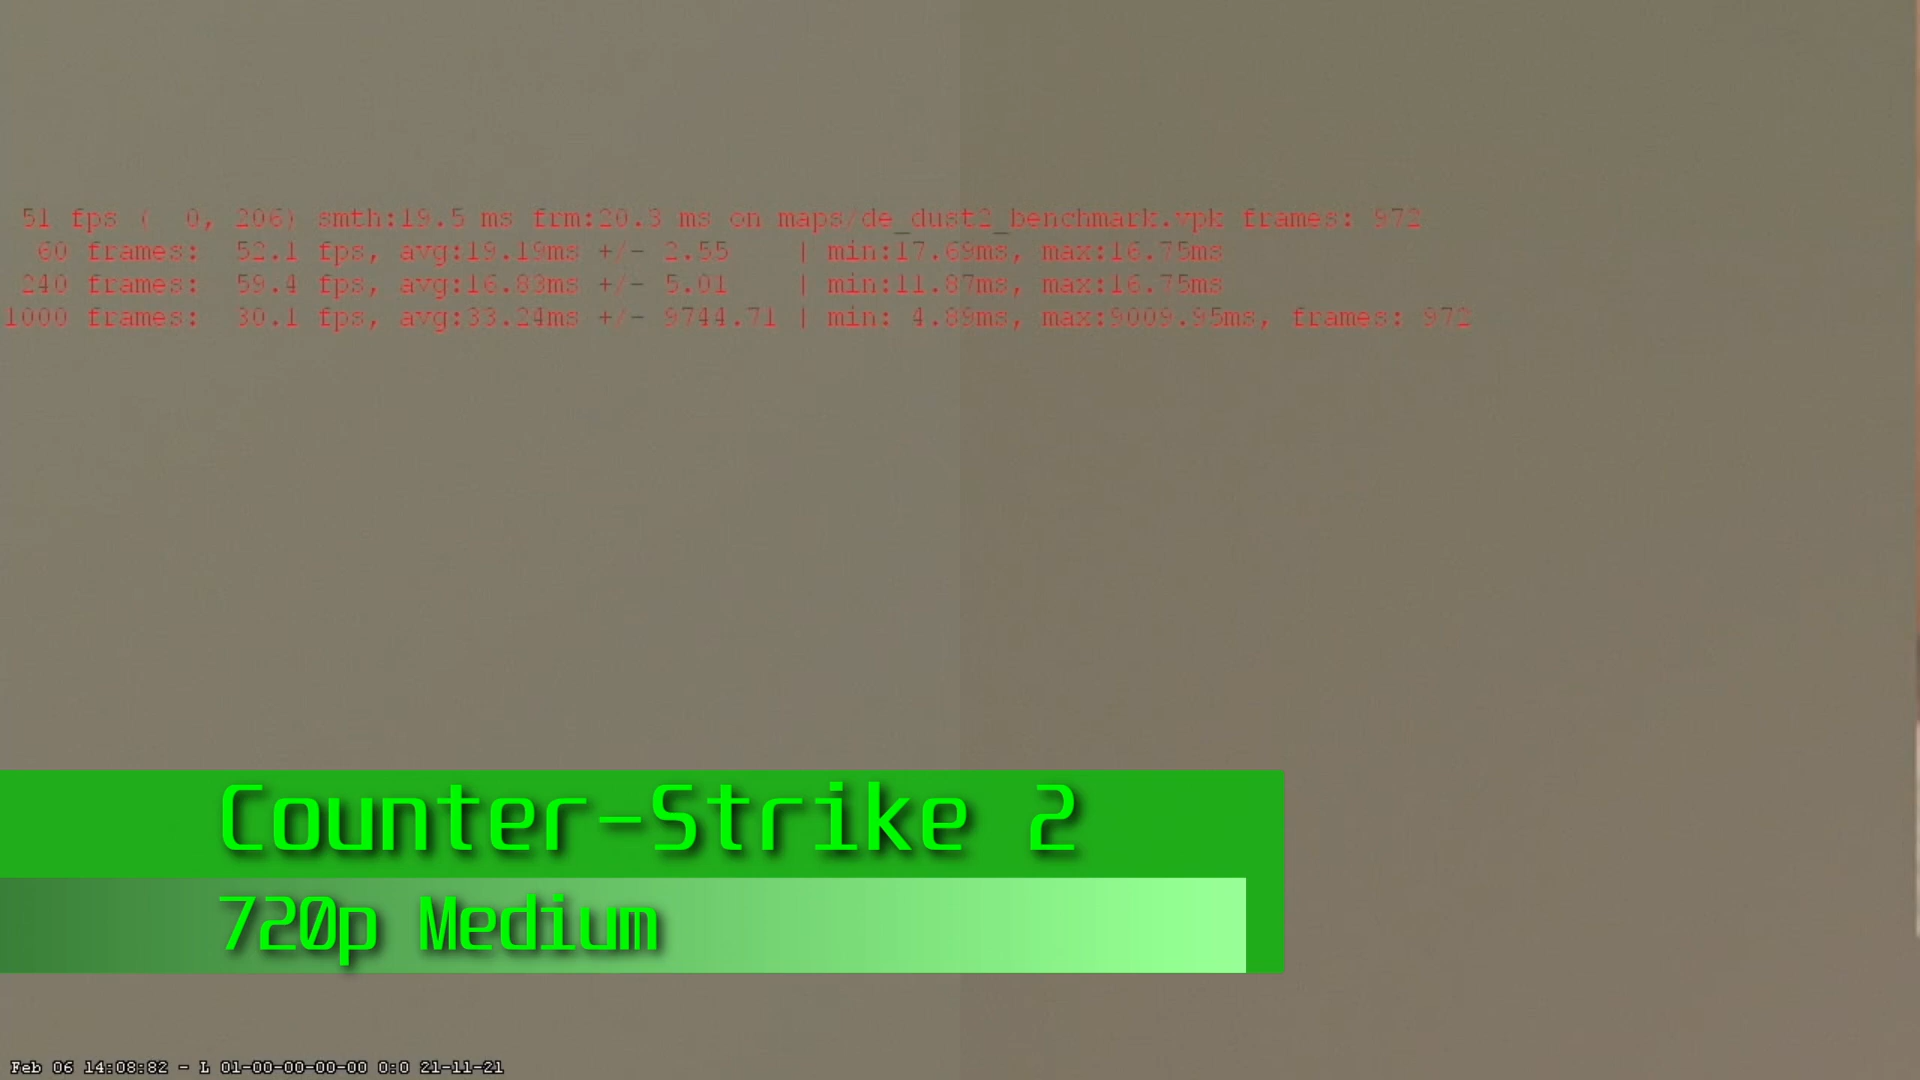 51 fps (  0, 206) smth:19.5 ms frm:20.3 ms on maps/de_dust2_benchmark.vpk frames: 972
60 frames:  52.1 fps, avg:19.19ms +/- 2.55    | min:17.69ms, max:16.75ms
240 frames:  59.4 fps, avg:16.83ms +/- 5.01    | min:11.87ms, max:16.75ms
1000 frames:  30.1 fps, avg:33.24ms +/- 9744.71 | min: 4.89ms, max:9009.95ms, frames: 972
Counter-Strike 2
720p Medium
Feb 06 14:08:82 - L 01-00-00-00-00 0:0 21-11-21